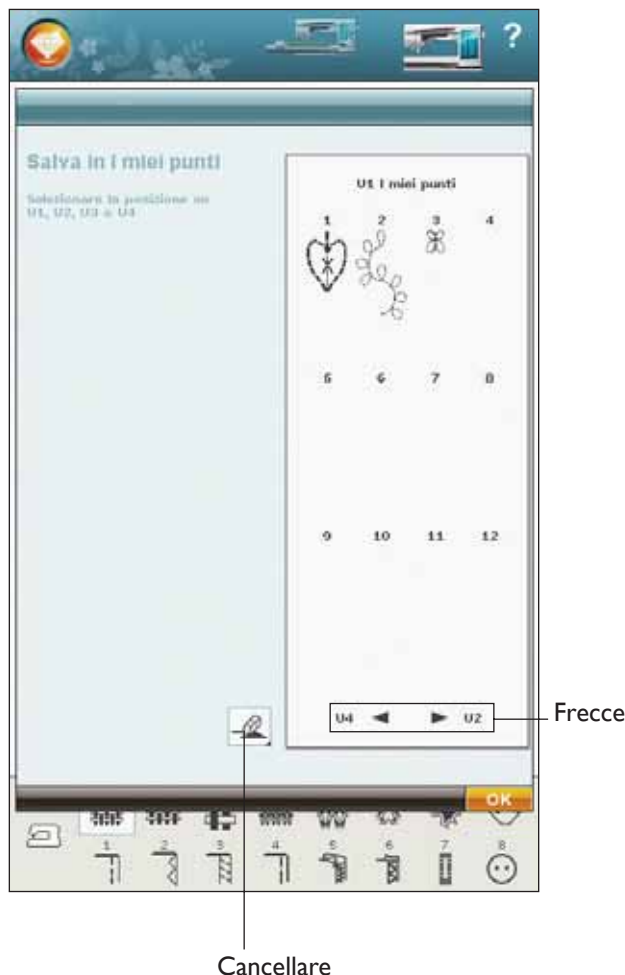 ?
Salva in i miei punti
Selezionare la posizione on
U1, U2, U3 o U4
U1 I miei punti
1 2 3 4
5 6 7 8
9 10 11 12
U4 U2
Frecce
OK
1 2 3 4 5 6 7 8
Cancellare